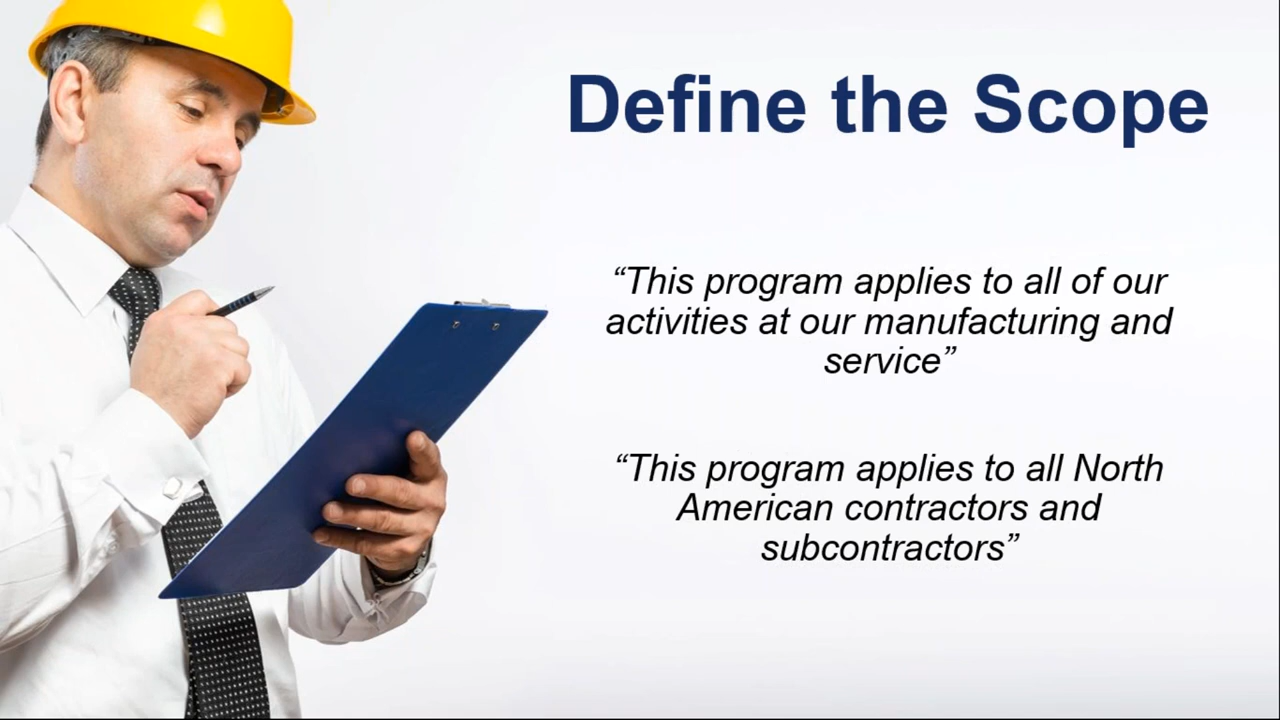 Define the Scope
“This program applies to all of our
activities at our manufacturing and
service”
“This program applies to all North
American contractors and
subcontractors”